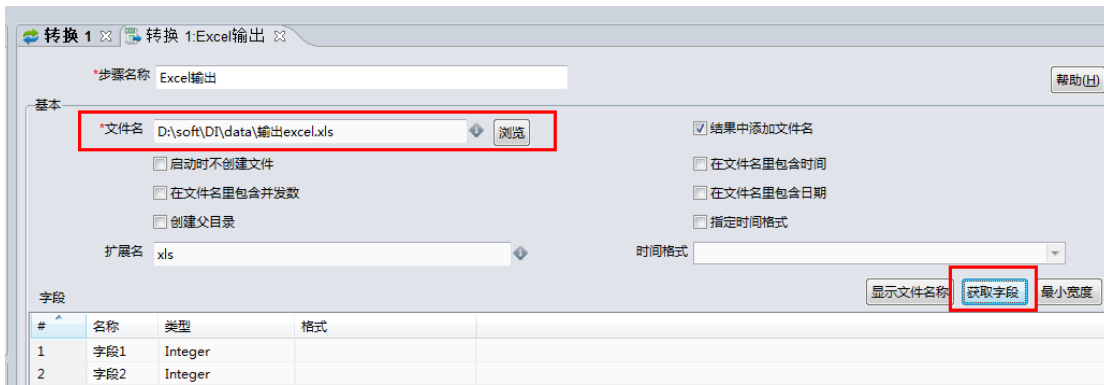 转换 1 转换 1:Excel输出
*步骤名称 Excel输出 帮助(H)
基本
*文件名 D:\soft\DI\data\输出excel.xls 浏览 结果中添加文件名
启动时不创建文件 在文件名里包含时间
在文件名里包含并发数 在文件名里包含日期
创建父目录 指定时间格式
扩展名 xls 时间格式
字段 显示文件名称 获取字段 最小宽度
# 名称 类型 格式
1 字段1 Integer
2 字段2 Integer